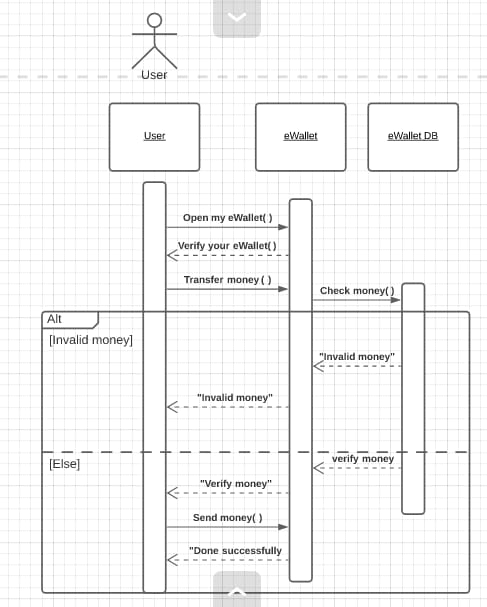 User
User
eWallet
eWallet DB
Open my eWallet( )
Verify your eWallet( )
Transfer money ( )
Check money( )
Alt
[Invalid money]
"Invalid money"
"Invalid money"
verify money
[Else]
"Verify money"
Send money( )
"Done successfully